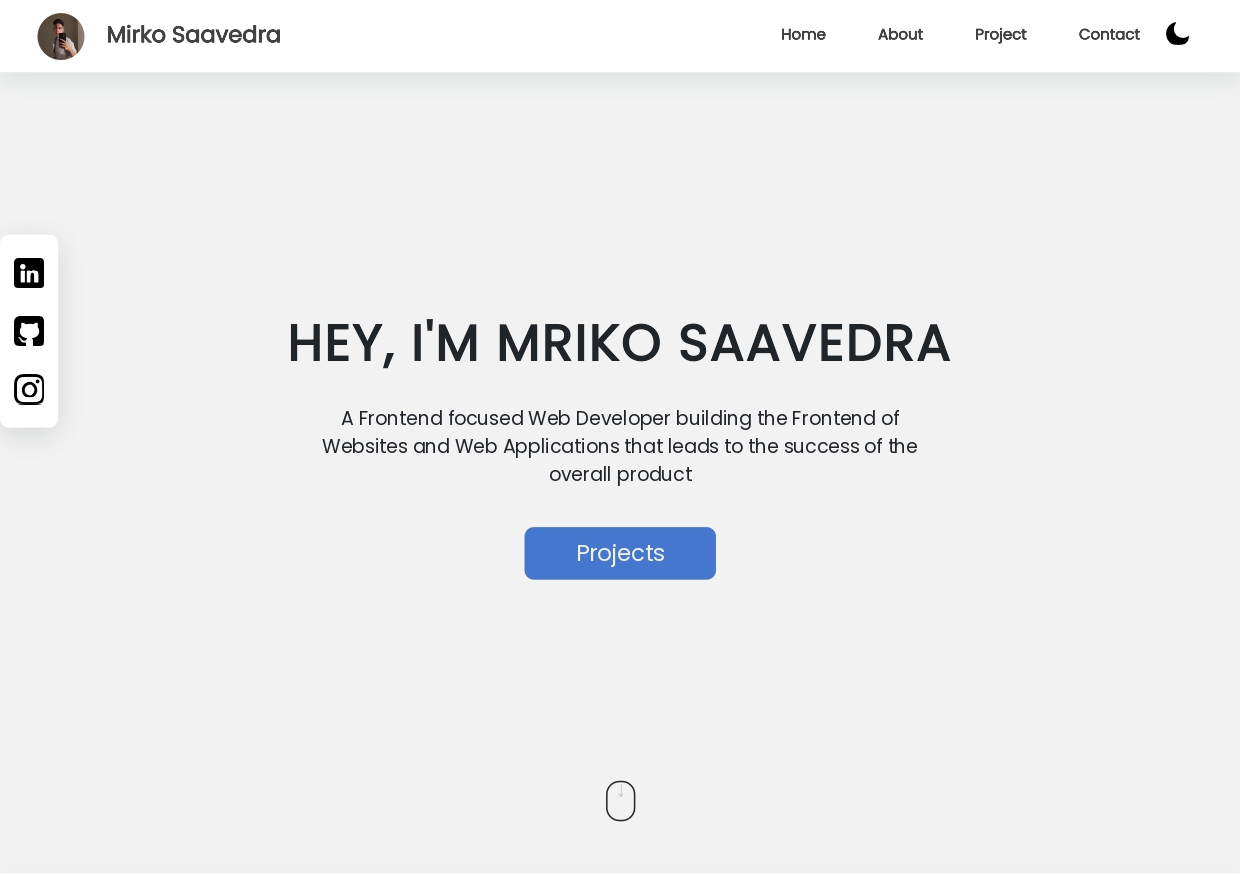 Mirko Saavedra
Home
About
Project
Contact
in
HEY, I'M MRIKO SAAVEDRA
A Frontend focused Web Developer building the Frontend of
Websites and Web Applications that leads to the success of the
overall product
Projects